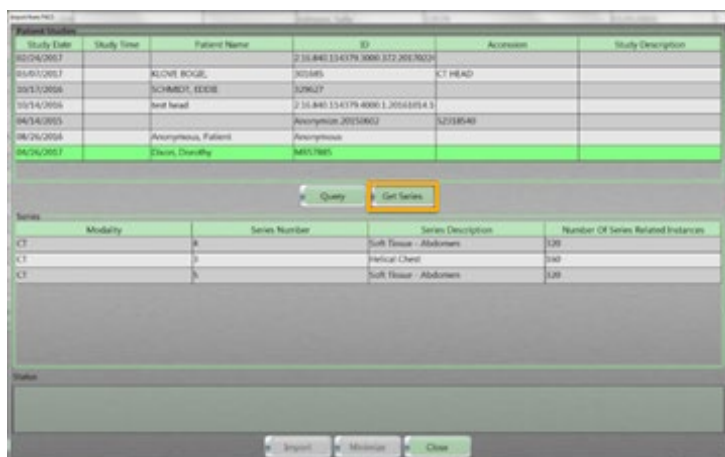 Import from PACS
Patient Studies
Study Date Study Time Patient Name ID Accession Study Description
02/24/2017 2.16.840.114379.3000.372.20170224
03/07/2017 KLOVE BOGIE, 301685 CT HEAD
10/17/2016 SCHMIDT, EDDIE 329627
10/14/2016 test head 2.16.840.114379.4000.1.20161014.1
04/14/2015 Anonymize.20150602 52318540
08/26/2016 Anonymous, Patient Anonymous
04/26/2017 Dixon, Dorothy
Query Get Series
Series
Modality Series Number Series Description Number Of Series Related Instances
CT 4 Soft Tissue - Abdomen 320
CT 3 Helical Chest 160
CT 5 Soft Tissue - Abdomen 320
Status
Import Minimize Close